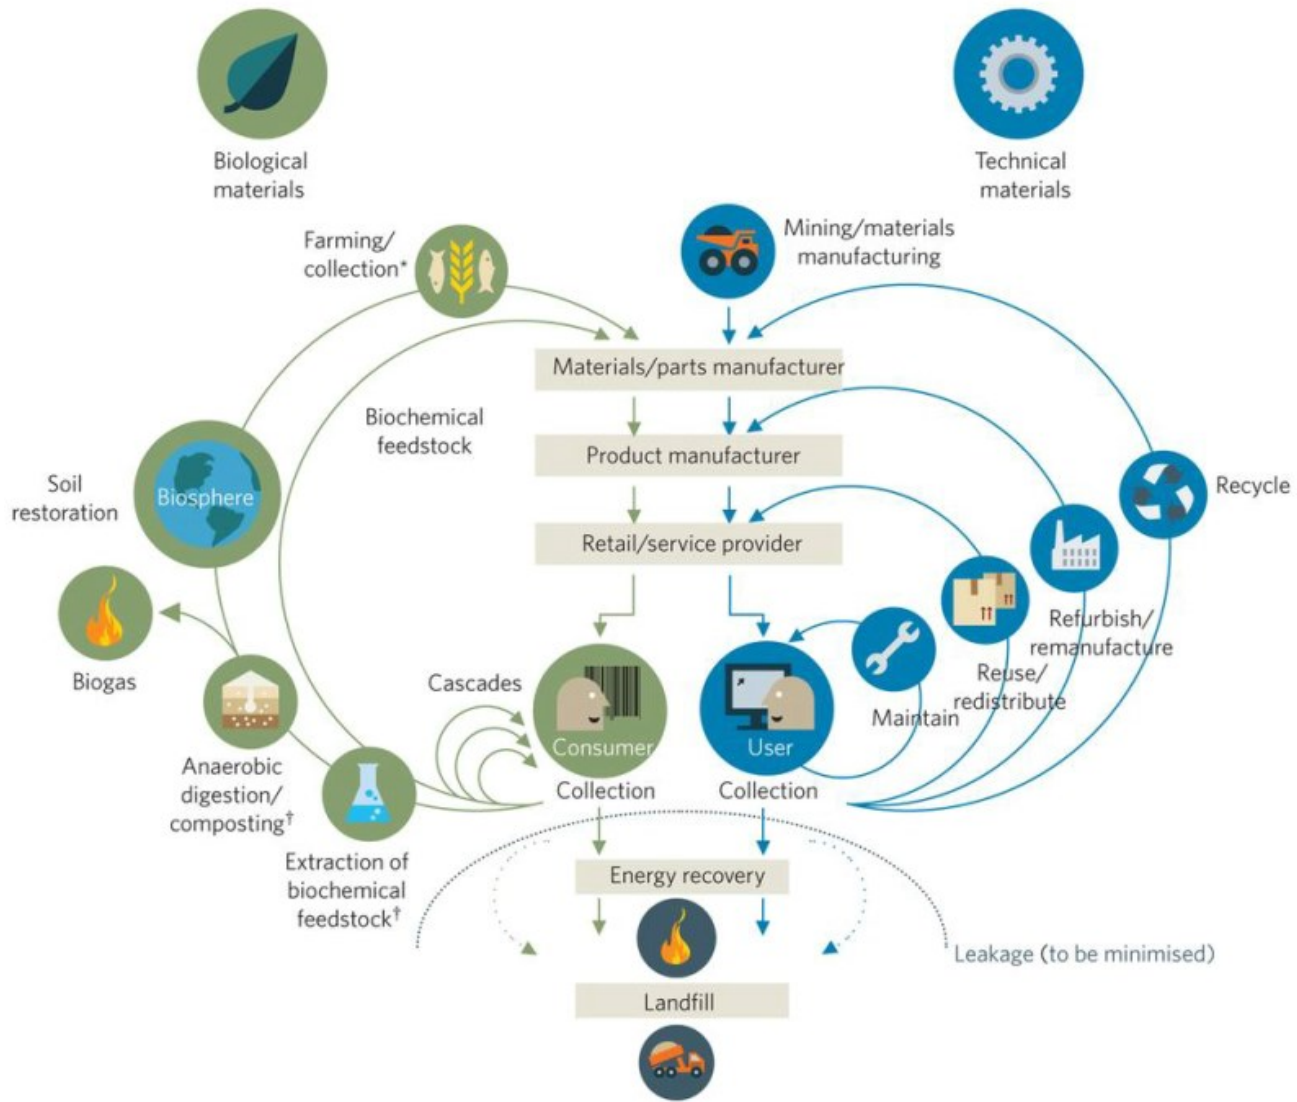 Biological
materials
Technical
materials
Farming/
collection*
Mining/materials
manufacturing
Materials/parts manufacturer
Biochemical
feedstock
Product manufacturer
Soil
restoration
Biosphere
Recycle
Retail/service provider
Biogas
Refurbish/
remanufacture
Reuse/
redistribute
Maintain
Cascades
Consumer
User
Collection
Collection
Anaerobic
digestion/
composting†
Extraction of
biochemical
feedstock†
Energy recovery
Leakage (to be minimised)
Landfill